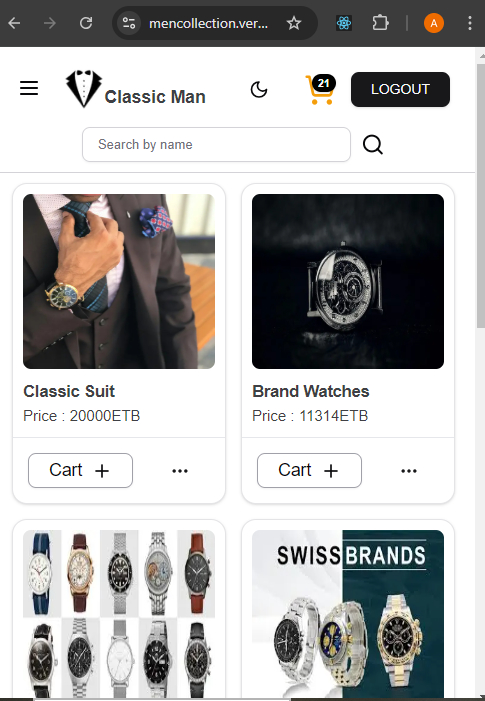 mencollection.ver...
A
21
Classic Man
LOGOUT
Search by name
Classic Suit
Price : 20000ETB
Brand Watches
Price : 11314ETB
Cart +
...
Cart +
...
SWISS BRANDS